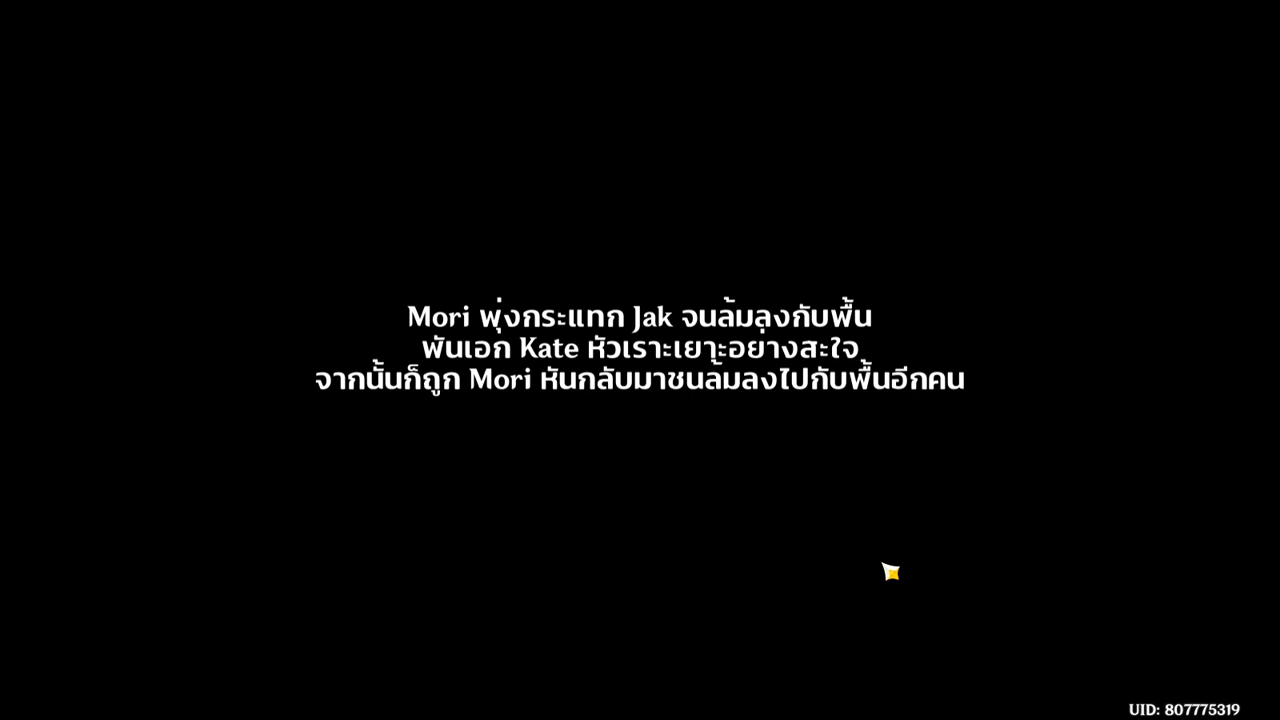 Mori พุ่งกระแทก Jak จนล้มลงกับพื้น
พันเอก Kate หัวเราะเยาะอย่างสะใจ
จากนั้นก็ถูก Mori หันกลับมาชนล้มลงไปกับพื้นอีกคน
UID: 807775319